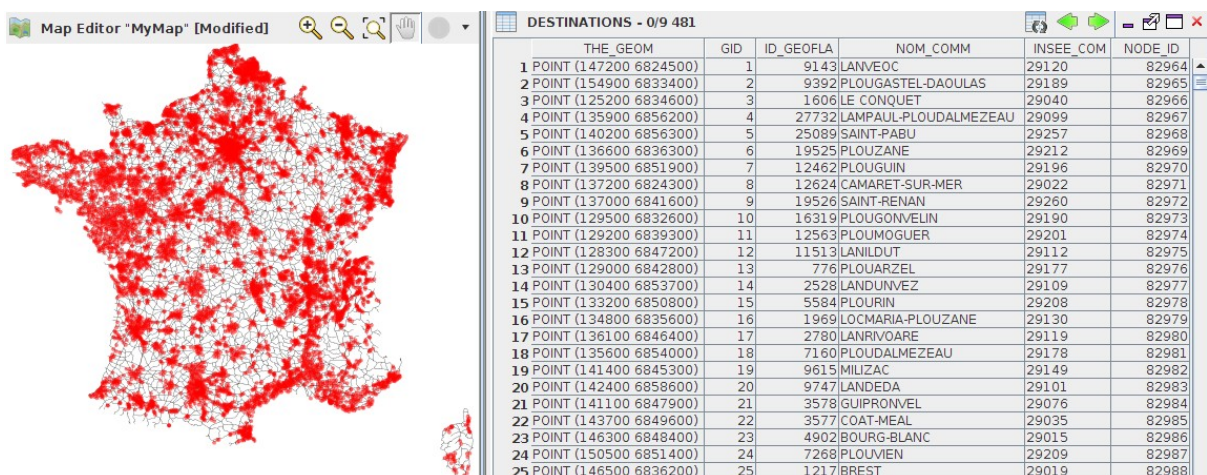 Map Editor "MyMap" [Modified]
DESTINATIONS - 0/9 481
THE_GEOM GID ID_GEOFLA NOM_COMM INSEE_COM NODE_ID
1 POINT (147200 6824500) 1 9143 LANVEOC 29120 82964
2 POINT (154900 6833400) 2 9392 PLOUGASTEL-DAOULAS 29189 82965
3 POINT (125200 6834600) 3 1606 LE CONQUET 29040 82966
4 POINT (135900 6856200) 4 27732 LAMPAUL-PLOUDALMEZEAU 29099 82967
5 POINT (140200 6856300) 5 25089 SAINT-PABU 29257 82968
6 POINT (136600 6836300) 6 19525 PLOUZANE 29212 82969
7 POINT (139500 6851900) 7 12462 PLOUGUIN 29196 82970
8 POINT (137200 6824300) 8 12624 CAMARET-SUR-MER 29022 82971
9 POINT (137000 6841600) 9 19526 SAINT-RENAN 29260 82972
10 POINT (129500 6832600) 10 16319 PLOUGONVELIN 29190 82973
11 POINT (129200 6839300) 11 12563 PLOUMOGUER 29201 82974
12 POINT (128300 6847200) 12 11513 LANILDUT 29112 82975
13 POINT (129000 6842800) 13 776 PLOUARZEL 29177 82976
14 POINT (130400 6853700) 14 2528 LANDUNVEZ 29109 82977
15 POINT (133200 6850800) 15 5584 PLOURIN 29208 82978
16 POINT (134800 6835600) 16 1969 LOCMARIA-PLOUZANE 29130 82979
17 POINT (136100 6846400) 17 2780 LANRIVOARE 29119 82980
18 POINT (135600 6854000) 18 7160 PLOUDALMEZEAU 29178 82981
19 POINT (141400 6845300) 19 9615 MILIZAC 29149 82982
20 POINT (142400 6858600) 20 9747 LANDEDA 29101 82983
21 POINT (141100 6847900) 21 3578 GUIPRONVEL 29076 82984
22 POINT (143700 6849600) 22 3577 COAT-MEAL 29035 82985
23 POINT (146300 6848400) 23 4902 BOURG-BLANC 29015 82986
24 POINT (150500 6851400) 24 7268 PLOUVIEN 29209 82987
25 POINT (146500 6836200) 25 1217 BREST 29019 82988